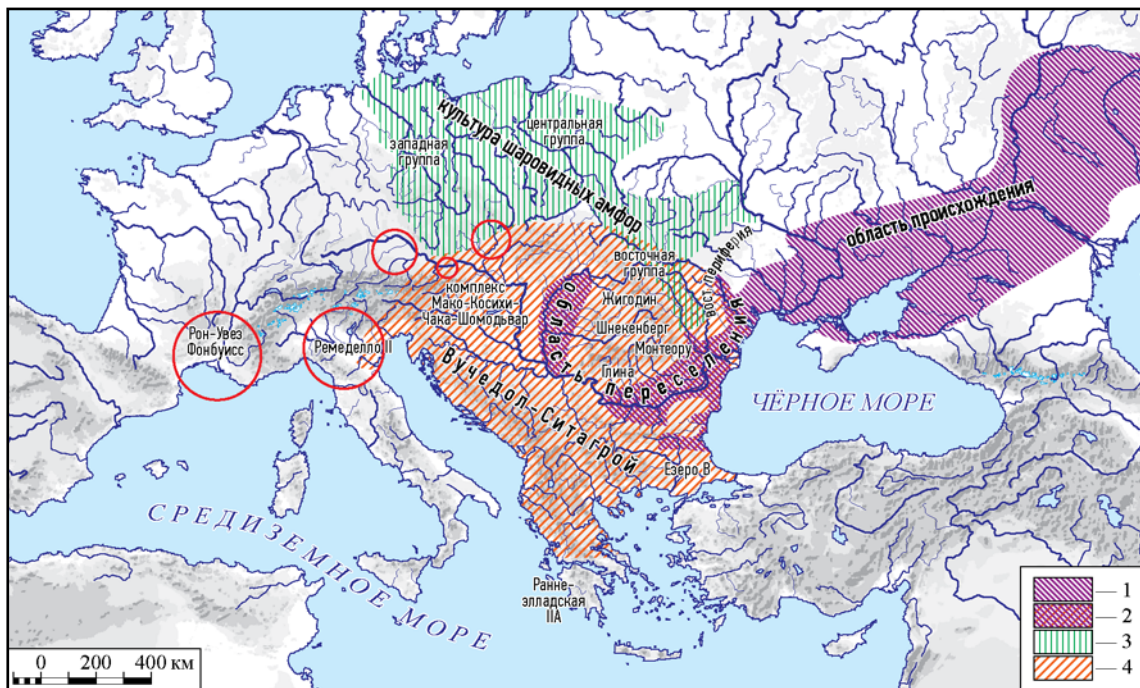 культура шаровидных амфор
западная
группа
центральная
группа
область происхождения
восточная
группа
вост. периферия
комплекс
Мако-Косихи-
Чака-Шомодьвар
область переселений
Жигодин
Шнекенберг
Монтеору
Глина
Рон-Увез
Фонбуисс
Ремеделло II
Вучедол-Ситагрой
ЧЁРНОЕ МОРЕ
Езеро В
СРЕДИЗЕМНОЕ МОРЕ
Ранне-
элладская
IIA
0 200 400 км
1
2
3
4